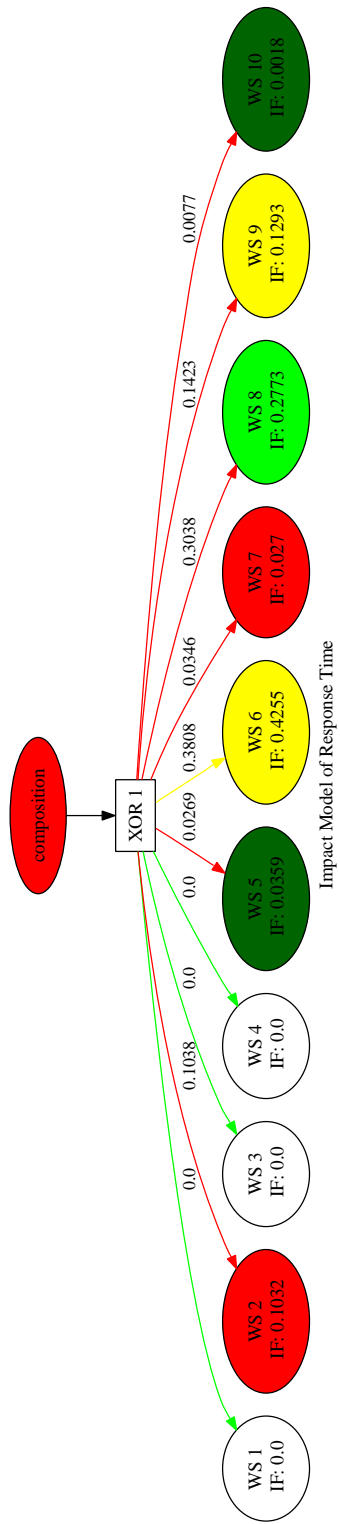 composition
XOR 1
0.0
0.1038
0.0
0.0
0.0269
0.3808
0.0346
0.3038
0.1423
0.0077
WS 1
IF: 0.0
WS 2
IF: 0.1032
WS 3
IF: 0.0
WS 4
IF: 0.0
WS 5
IF: 0.0359
WS 6
IF: 0.4255
WS 7
IF: 0.027
WS 8
IF: 0.2773
WS 9
IF: 0.1293
WS 10
IF: 0.0018
Impact Model of Response Time